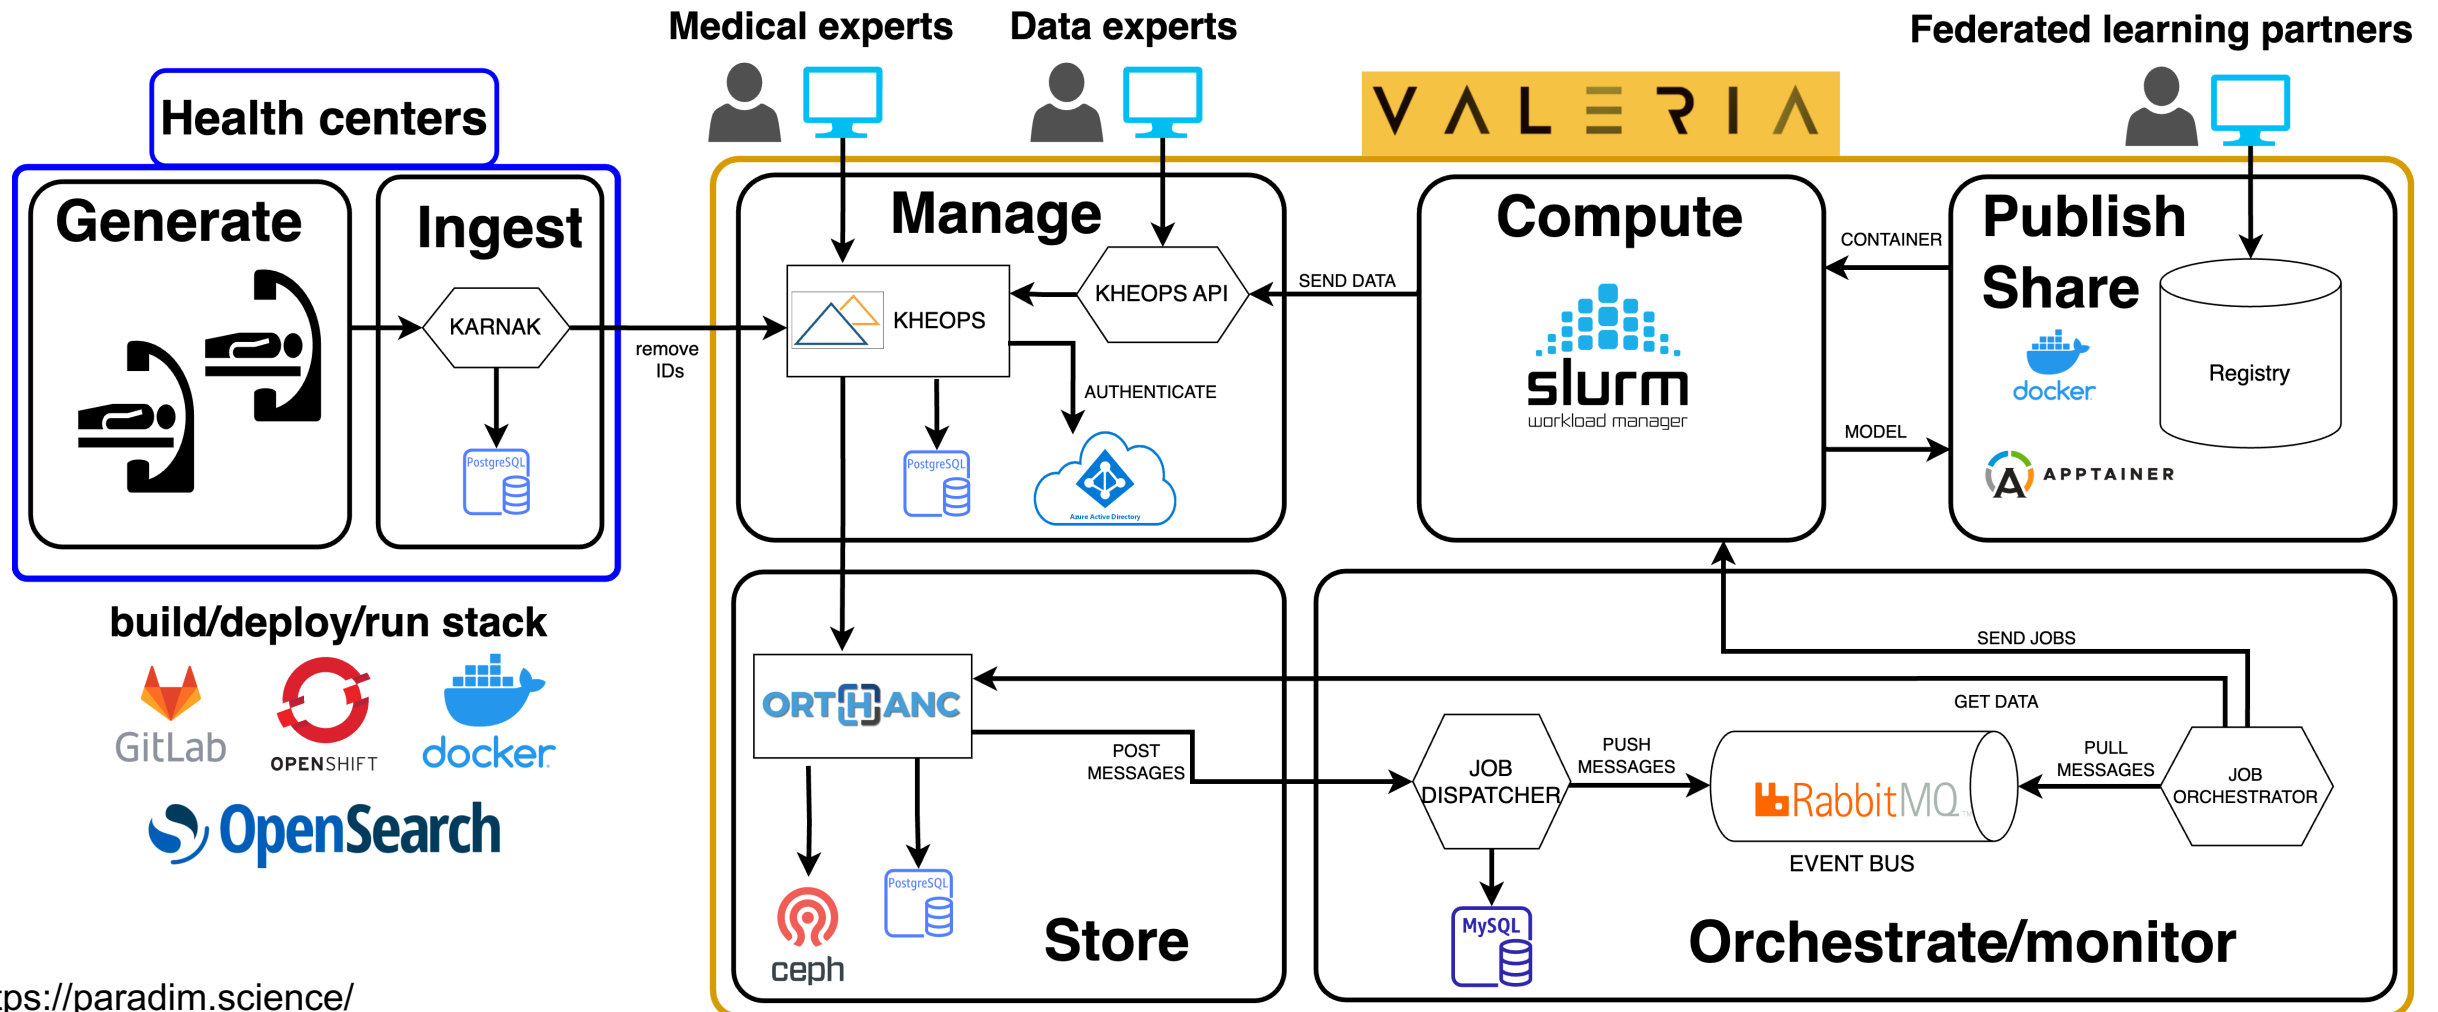 Medical experts
Data experts
Federated learning partners
Health centers
VALERIA
Generate
Ingest
KARNAK
PostgreSQL
remove
IDs
Manage
KHEOPS
KHEOPS API
AUTHENTICATE
PostgreSQL
Azure Active Directory
SEND DATA
Compute
slurm
workload manager
CONTAINER
MODEL
Publish
Share
docker
APPTAINER
Registry
build/deploy/run stack
GitLab
OPENSHIFT
docker
OpenSearch
ORTHANC
ceph
PostgreSQL
Store
POST
MESSAGES
SEND JOBS
GET DATA
JOB
DISPATCHER
PUSH
MESSAGES
RabbitMQ
EVENT BUS
PULL
MESSAGES
JOB
ORCHESTRATOR
MySQL
Orchestrate/monitor
tps://paradim.science/